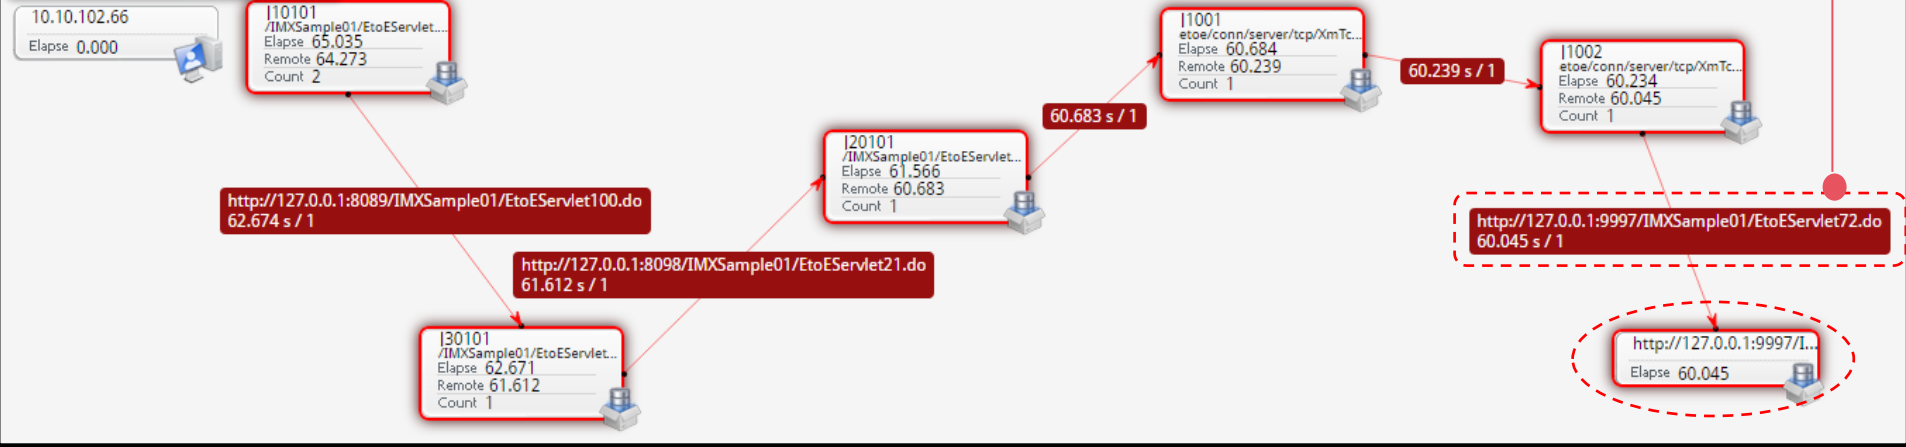 10.10.102.66
Elapse 0.000
J10101
/IMXSample01/EtoEServlet....
Elapse 65.035
Remote 64.273
Count 2
http://127.0.0.1:8089/IMXSample01/EtoEServlet100.do
62.674 s / 1
J30101
/IMXSample01/EtoEServlet...
Elapse 62.671
Remote 61.612
Count 1
http://127.0.0.1:8098/IMXSample01/EtoEServlet21.do
61.612 s / 1
J20101
/IMXSample01/EtoEServlet...
Elapse 61.566
Remote 60.683
Count 1
60.683 s / 1
J1001
etoe/conn/server/tcp/XmTc...
Elapse 60.684
Remote 60.239
Count 1
60.239 s / 1
J1002
etoe/conn/server/tcp/XmTc...
Elapse 60.234
Remote 60.045
Count 1
http://127.0.0.1:9997/IMXSample01/EtoEServlet72.do
60.045 s / 1
http://127.0.0.1:9997/I...
Elapse 60.045